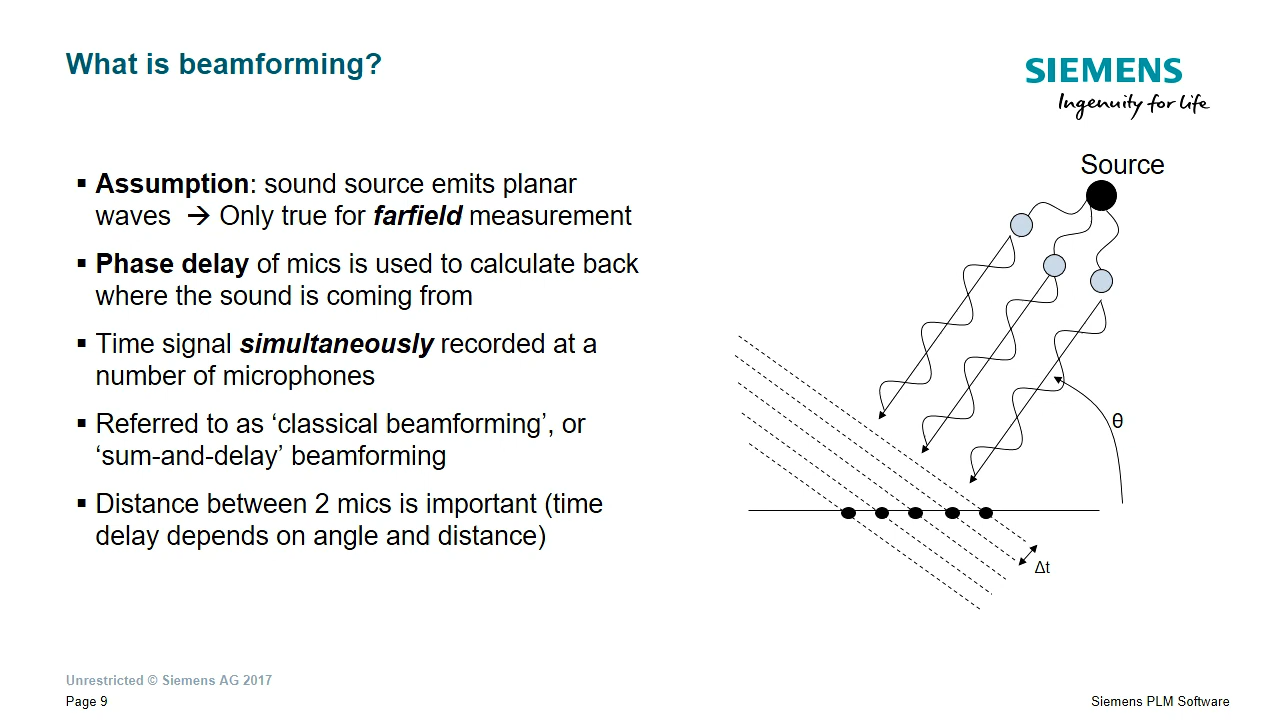 What is beamforming?
SIEMENS
Ingenuity for life
▪ Assumption: sound source emits planar
waves → Only true for farfield measurement
▪ Phase delay of mics is used to calculate back
where the sound is coming from
▪ Time signal simultaneously recorded at a
number of microphones
▪ Referred to as ‘classical beamforming’, or
‘sum-and-delay’ beamforming
▪ Distance between 2 mics is important (time
delay depends on angle and distance)
Source
θ
Δt
Unrestricted © Siemens AG 2017
Page 9
Siemens PLM Software